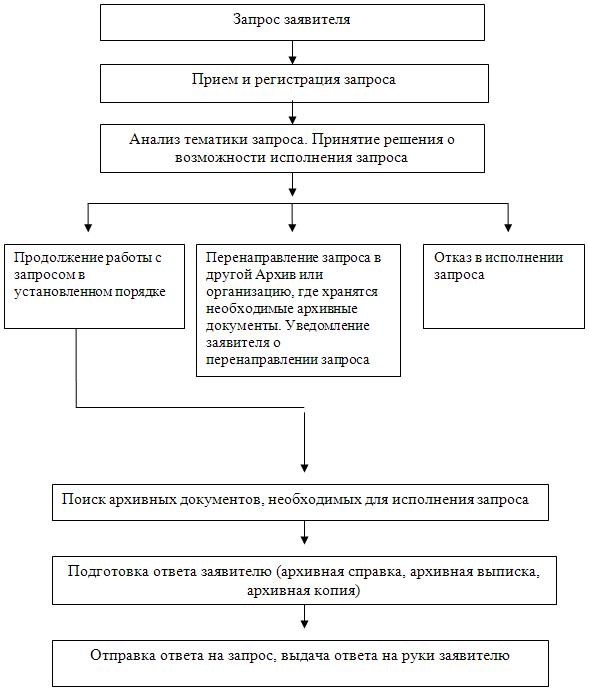 Запрос заявителя
Прием и регистрация запроса
Анализ тематики запроса. Принятие решения о
возможности исполнения запроса
Продолжение работы с
запросом в
установленном порядке
Перенаправление запроса в
другой Архив или
организацию, где хранятся
необходимые архивные
документы. Уведомление
заявителя о
перенаправлении запроса
Отказ в исполнении
запроса
Поиск архивных документов, необходимых для исполнения запроса
Подготовка ответа заявителю (архивная справка, архивная выписка,
архивная копия)
Отправка ответа на запрос, выдача ответа на руки заявителю